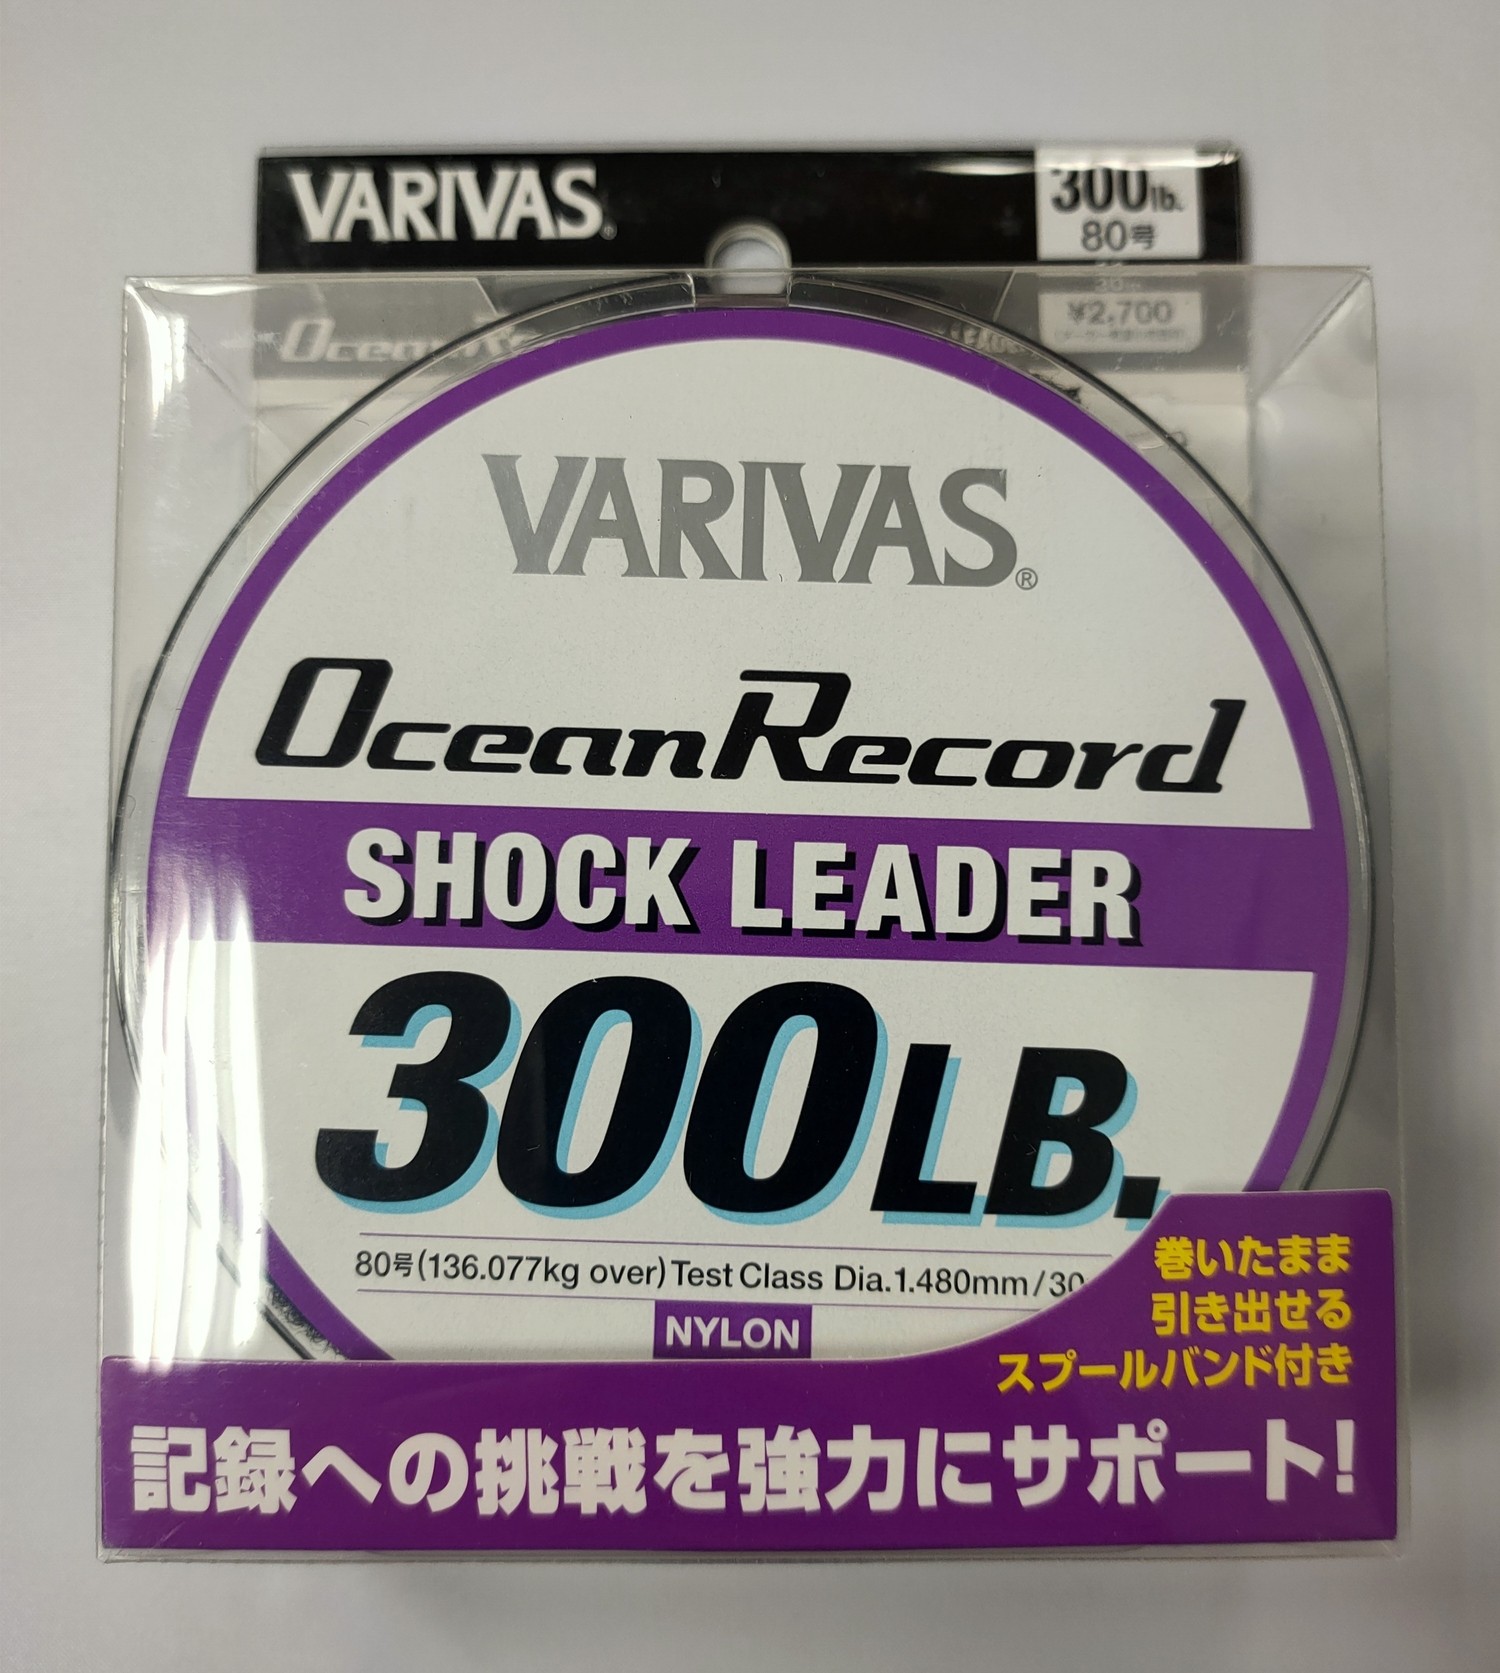 VARIVAS®
300lb.
80号
¥2,700
VARIVAS®
OceanRecord
SHOCK LEADER
300LB.
80号(136.077kg over) Test Class Dia.1.480mm/30
NYLON
巻いたまま
引き出せる
スプールバンド付き
記録への挑戦を強力にサポート!